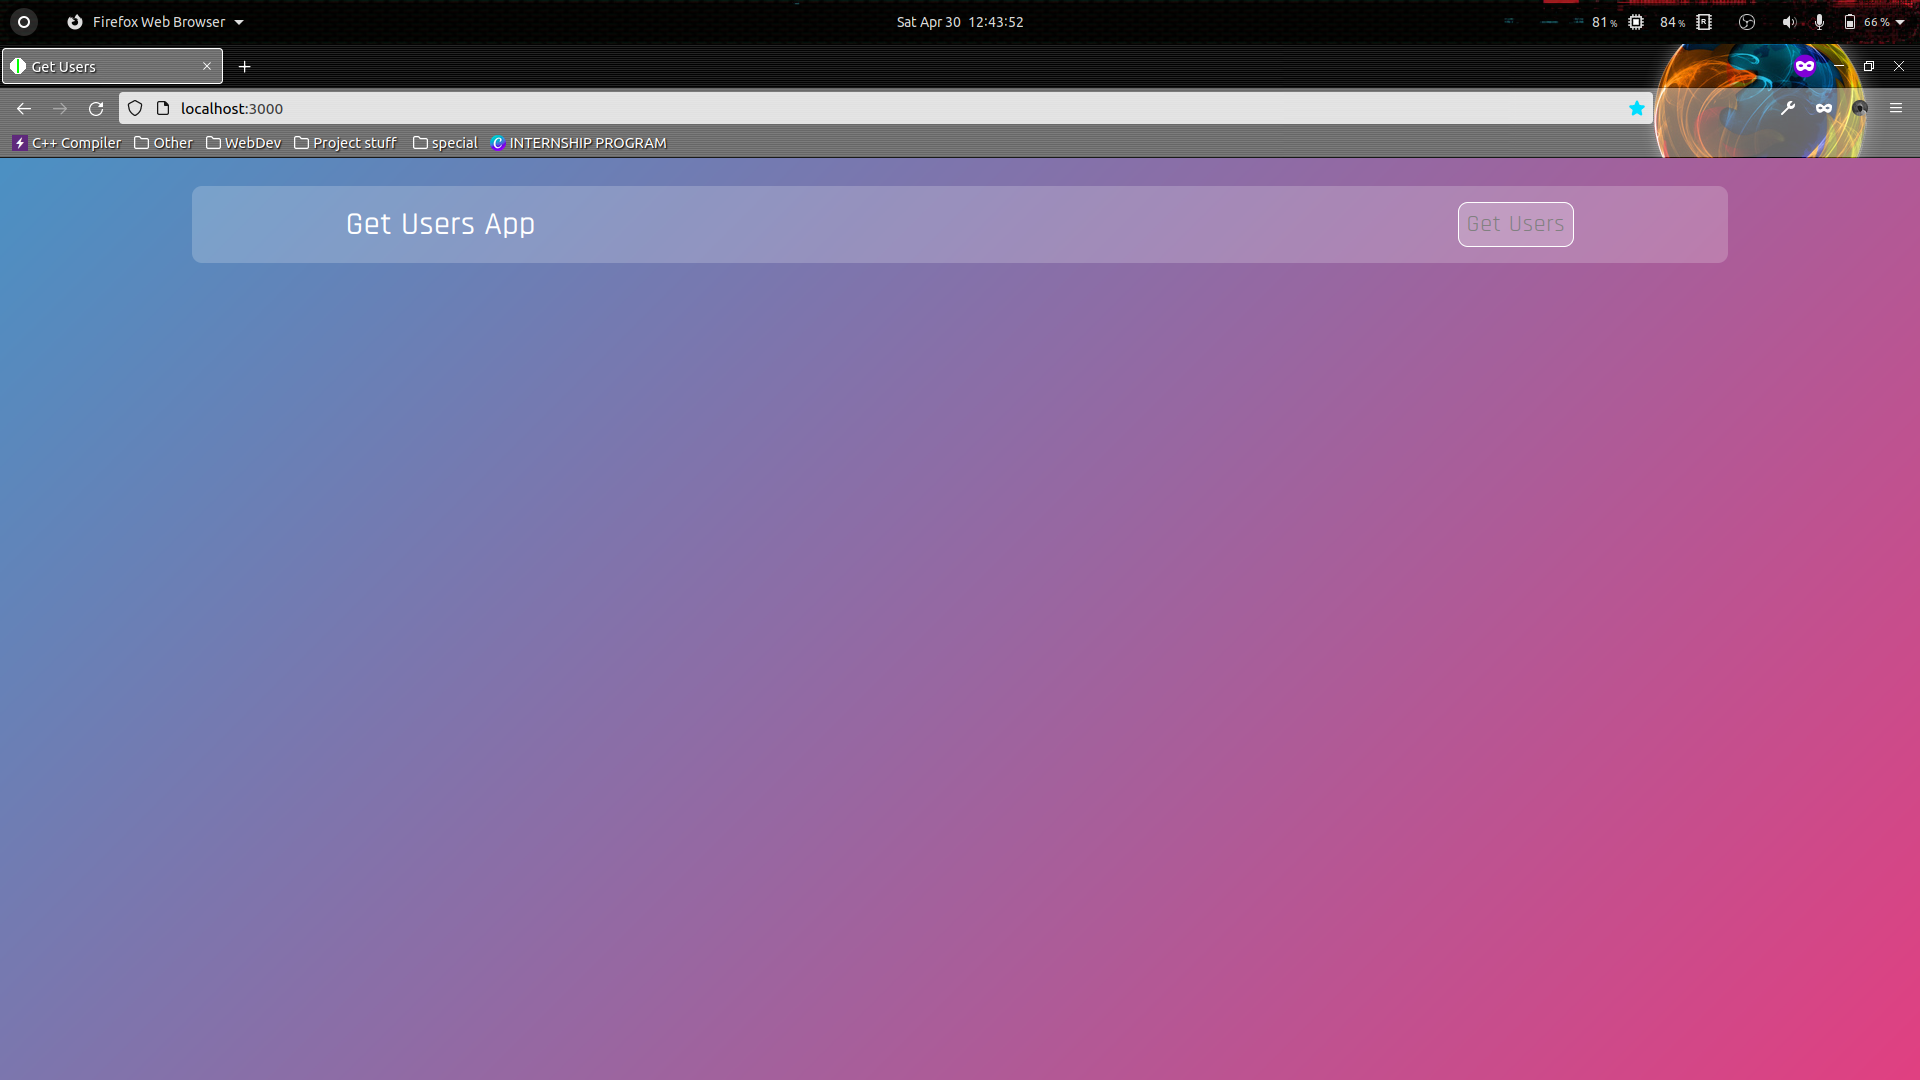 Firefox Web Browser
Sat Apr 30 12:43:52
81 %
84 %
66 %
Get Users
localhost:3000
C++ Compiler
Other
WebDev
Project stuff
special
INTERNSHIP PROGRAM
Get Users App
Get Users